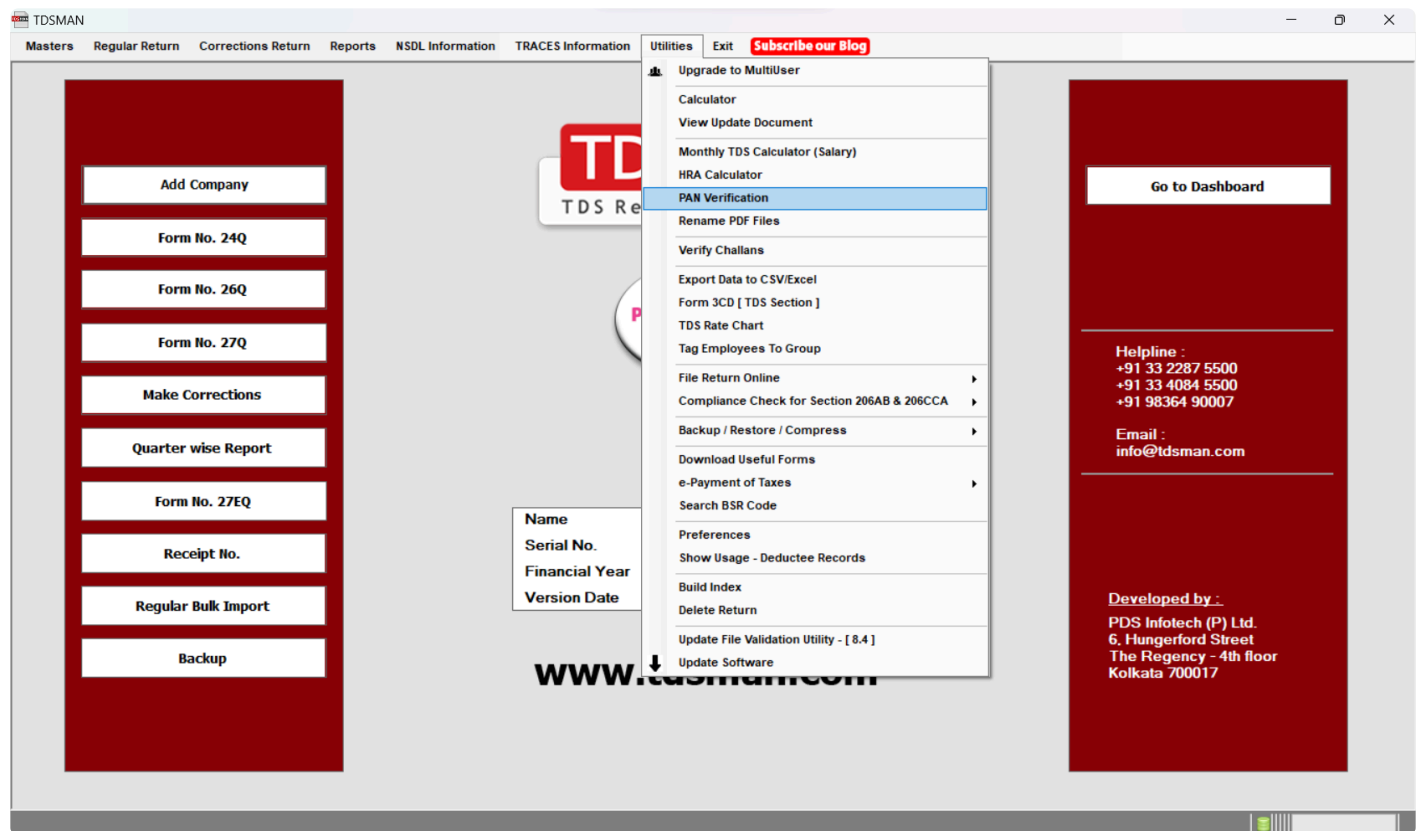 TDSMAN
Masters Regular Return Corrections Return Reports NSDL Information TRACES Information Utilities Exit Subscribe our Blog
Add Company
Form No. 24Q
Form No. 26Q
Form No. 27Q
Make Corrections
Quarter wise Report
Form No. 27EQ
Receipt No.
Regular Bulk Import
Backup
TD
TDS Re
P
Name
Serial No.
Financial Year
Version Date
Upgrade to MultiUser
Calculator
View Update Document
Monthly TDS Calculator (Salary)
HRA Calculator
PAN Verification
Rename PDF Files
Verify Challans
Export Data to CSV/Excel
Form 3CD [ TDS Section ]
TDS Rate Chart
Tag Employees To Group
File Return Online
Compliance Check for Section 206AB & 206CCA
Backup / Restore / Compress
Download Useful Forms
e-Payment of Taxes
Search BSR Code
Preferences
Show Usage - Deductee Records
Build Index
Delete Return
Update File Validation Utility - [ 8.4 ]
Update Software
www.tdsman.com
Go to Dashboard
Helpline :
+91 33 2287 5500
+91 33 4084 5500
+91 98364 90007
Email :
info@tdsman.com
Developed by :
PDS Infotech (P) Ltd.
6, Hungerford Street
The Regency - 4th floor
Kolkata 700017